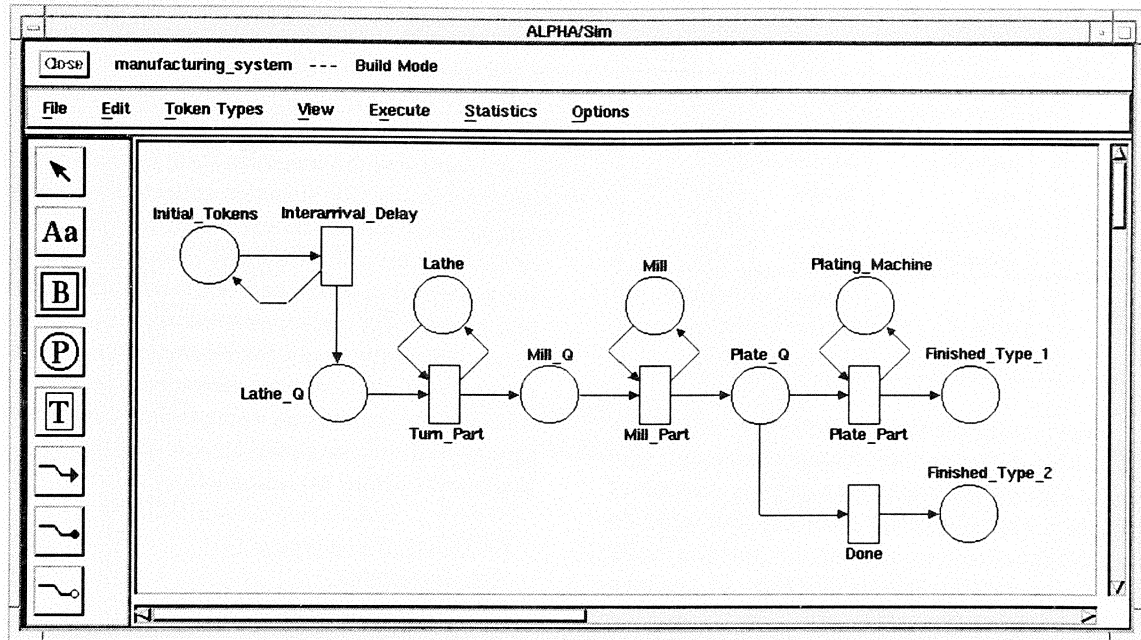 ALPHA/Sim
Close manufacturing_system --- Build Mode
File Edit Token Types View Execute Statistics Options
Aa
B
P
T
Initial_Tokens Interarrival_Delay
Lathe Mill Plating_Machine
Mill_Q Plate_Q Finished_Type_1
Lathe_Q
Turn_Part Mill_Part Plate_Part
Finished_Type_2
Done